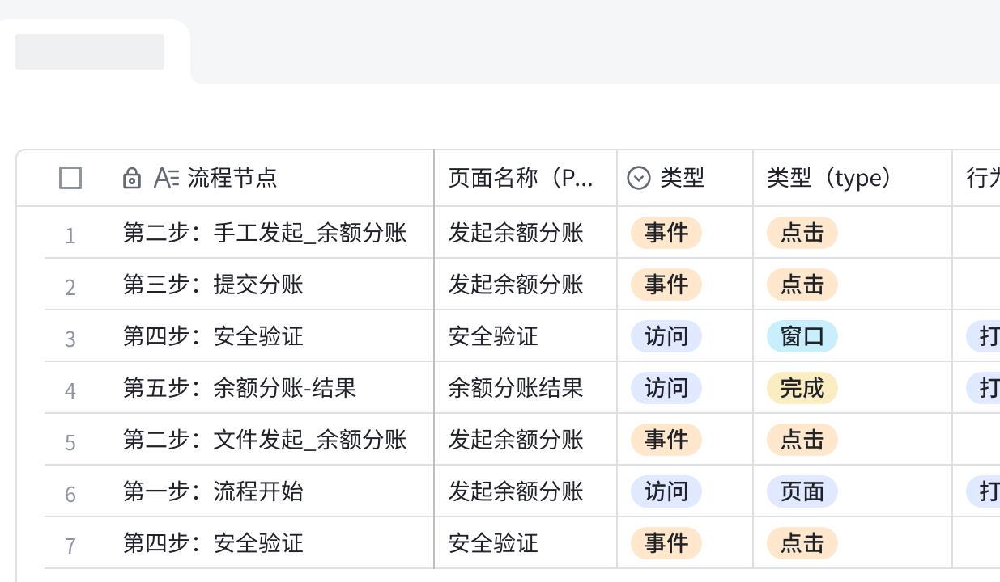 流程节点 页面名称（P... 类型 类型（type） 行为
1 第二步：手工发起_余额分账 发起余额分账 事件 点击
2 第三步：提交分账 发起余额分账 事件 点击
3 第四步：安全验证 安全验证 访问 窗口 打
4 第五步：余额分账-结果 余额分账结果 访问 完成 打
5 第二步：文件发起_余额分账 发起余额分账 事件 点击
6 第一步：流程开始 发起余额分账 访问 页面 打
7 第四步：安全验证 安全验证 事件 点击